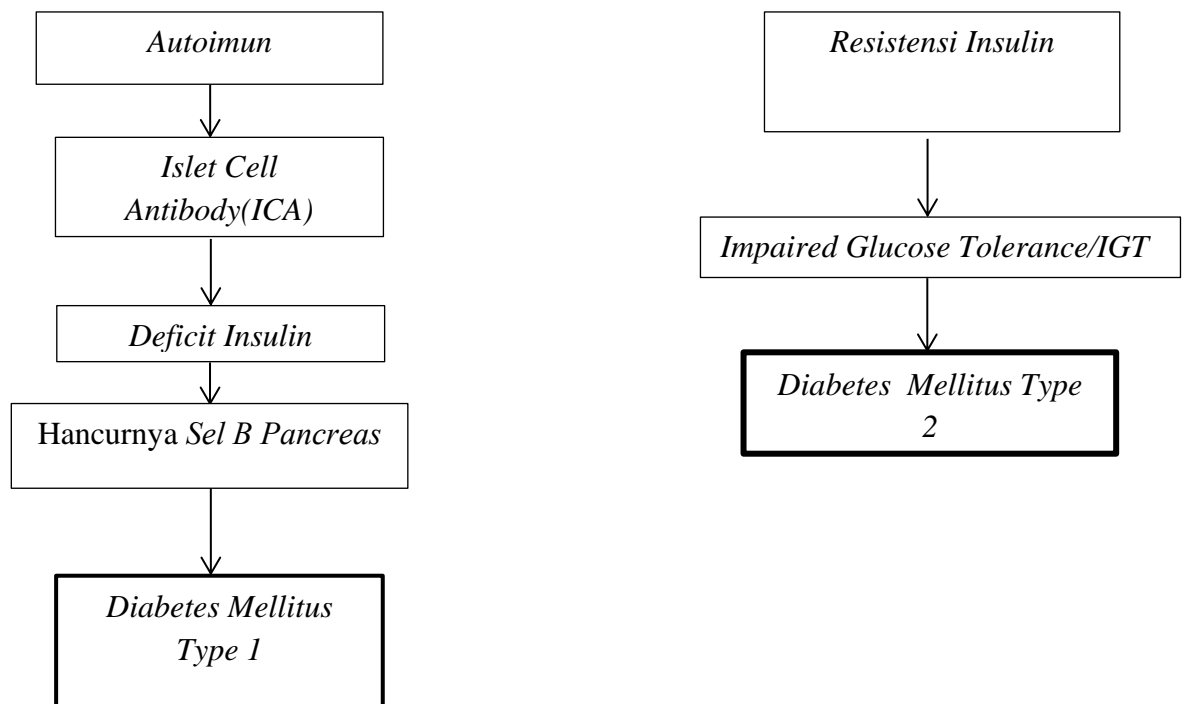 Autoimun
Islet Cell
Antibody(ICA)
Deficit Insulin
Hancurnya Sel B Pancreas
Diabetes Mellitus
Type 1
Resistensi Insulin
Impaired Glucose Tolerance/IGT
Diabetes  Mellitus Type
2